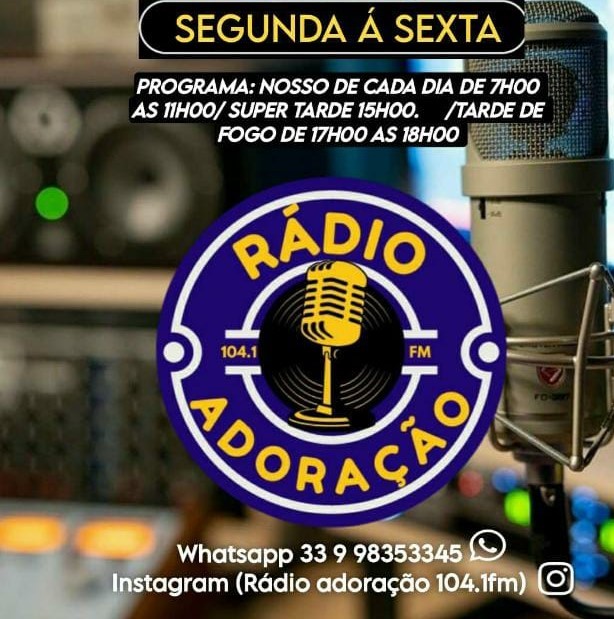 SEGUNDA Á SEXTA
PROGRAMA: NOSSO DE CADA DIA DE 7H00
AS 11H00/ SUPER TARDE 15H00. /TARDE DE
FOGO DE 17H00 AS 18H00
RÁDIO
104.1 FM
ADORAÇÃO
Whatsapp 33 9 98353345
Instagram (Rádio adoração 104.1fm)